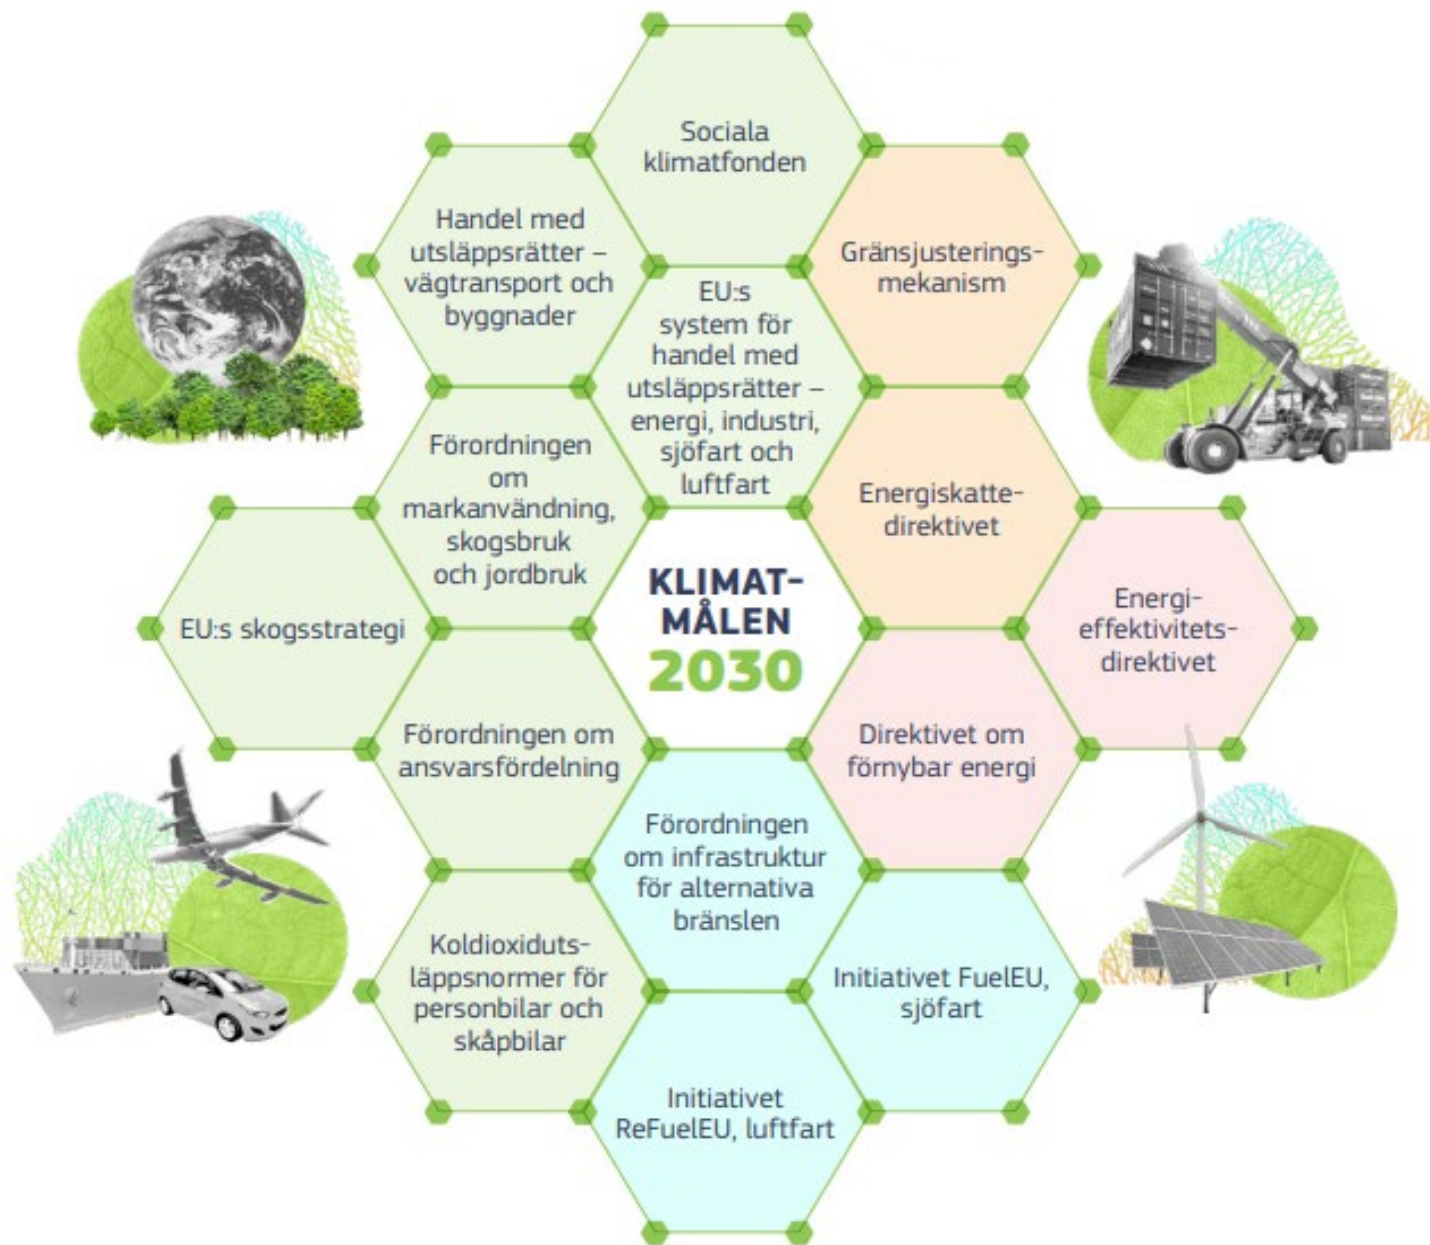 Sociala
klimatfonden
Handel med
utsläppsrätter –
vägtransport och
byggnader
Gränsjusterings-
mekanism
EU:s
system för
handel med
utsläppsrätter –
energi, industri,
sjöfart och
luftfart
Förordningen
om
markanvändning,
skogsbruk
och jordbruk
Energiskatte-
direktivet
EU:s skogsstrategi
KLIMAT-
MÅLEN
2030
Energi-
effektivitets-
direktivet
Förordningen om
ansvarsfördelning
Direktivet om
förnybar energi
Förordningen
om infrastruktur
för alternativa
bränslen
Koldioxiduts-
läppsnormer för
personbilar och
skåpbilar
Initiativet FuelEU,
sjöfart
Initiativet
ReFuelEU, luftfart